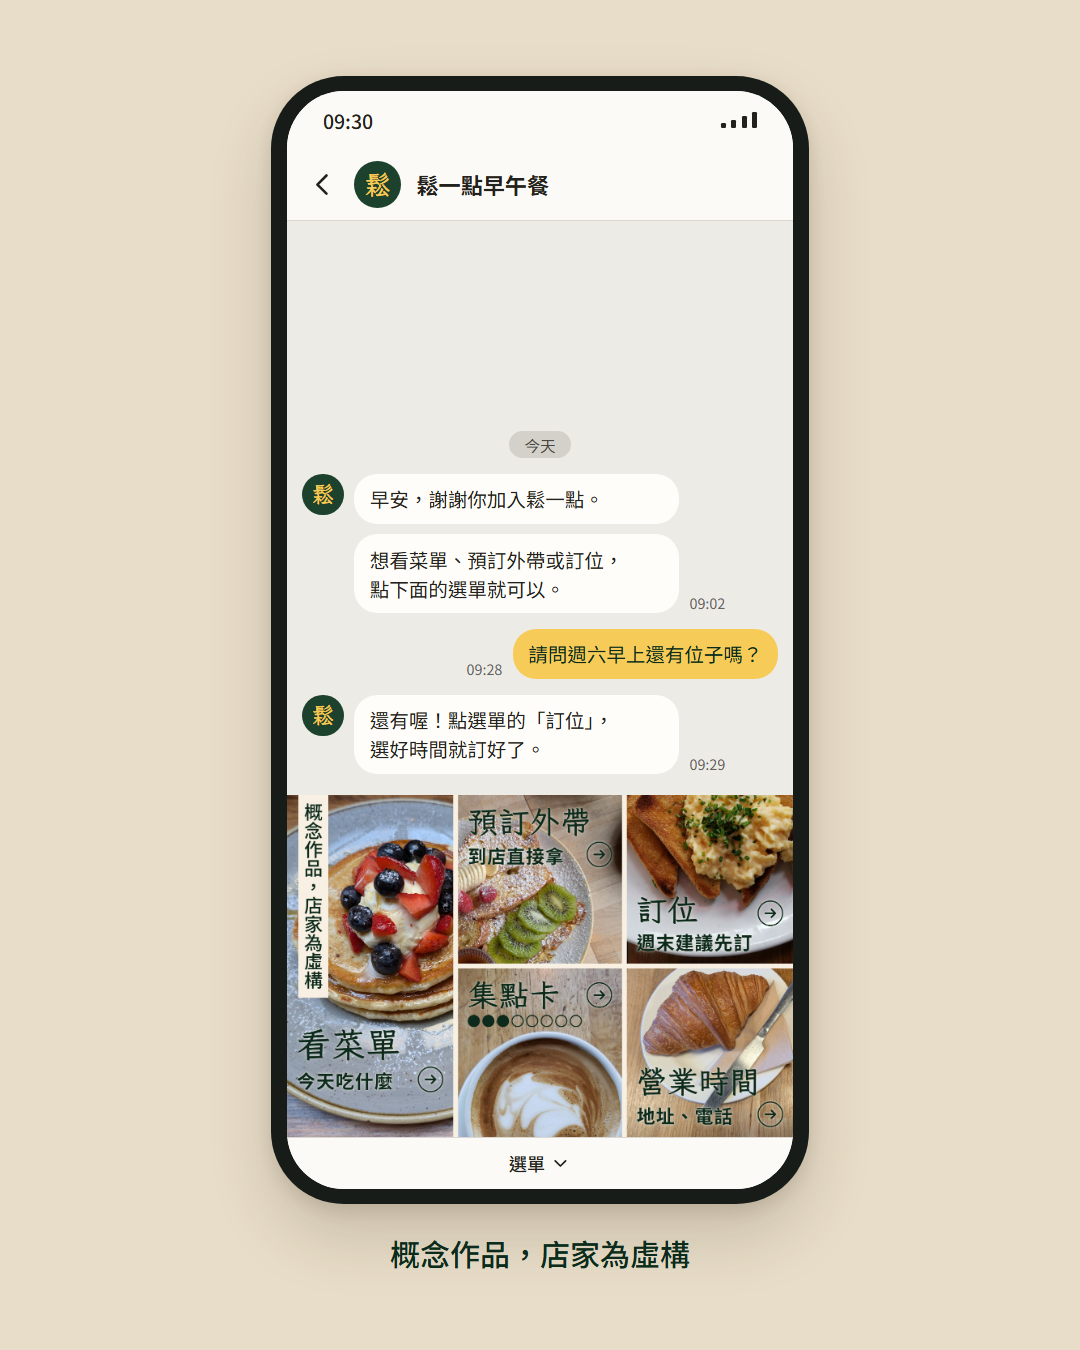 09:30
鬆
鬆一點早午餐
今天
鬆
早安，謝謝你加入鬆一點。
想看菜單、預訂外帶或訂位，
點下面的選單就可以。
09:02
請問週六早上還有位子嗎？
09:28
鬆
還有喔！點選單的「訂位」，
選好時間就訂好了。
09:29
概念作品，店家為虛構
看菜單
今天吃什麼
預訂外帶
到店直接拿
訂位
週末建議先訂
集點卡
營業時間
地址、電話
選單
概念作品，店家為虛構